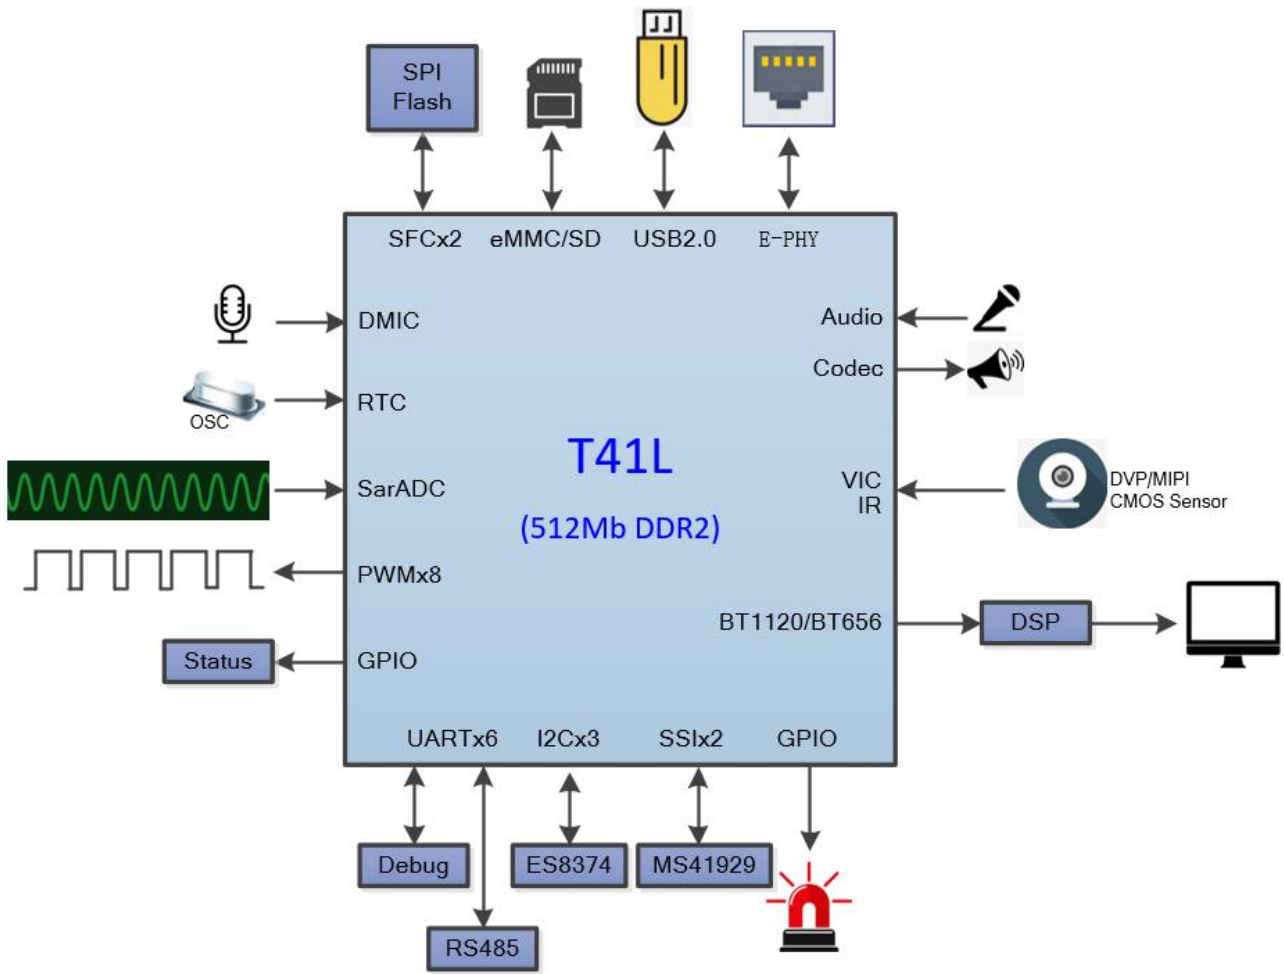 SPI
Flash
SFCx2
eMMC/SD
USB2.0
E-PHY
DMIC
Audio
Codec
RTC
OSC
T41L
(512Mb DDR2)
SarADC
VIC
IR
DVP/MIPI
CMOS Sensor
PWMx8
BT1120/BT656
DSP
Status
GPIO
UARTx6
I2Cx3
SSIx2
GPIO
Debug
ES8374
MS41929
RS485